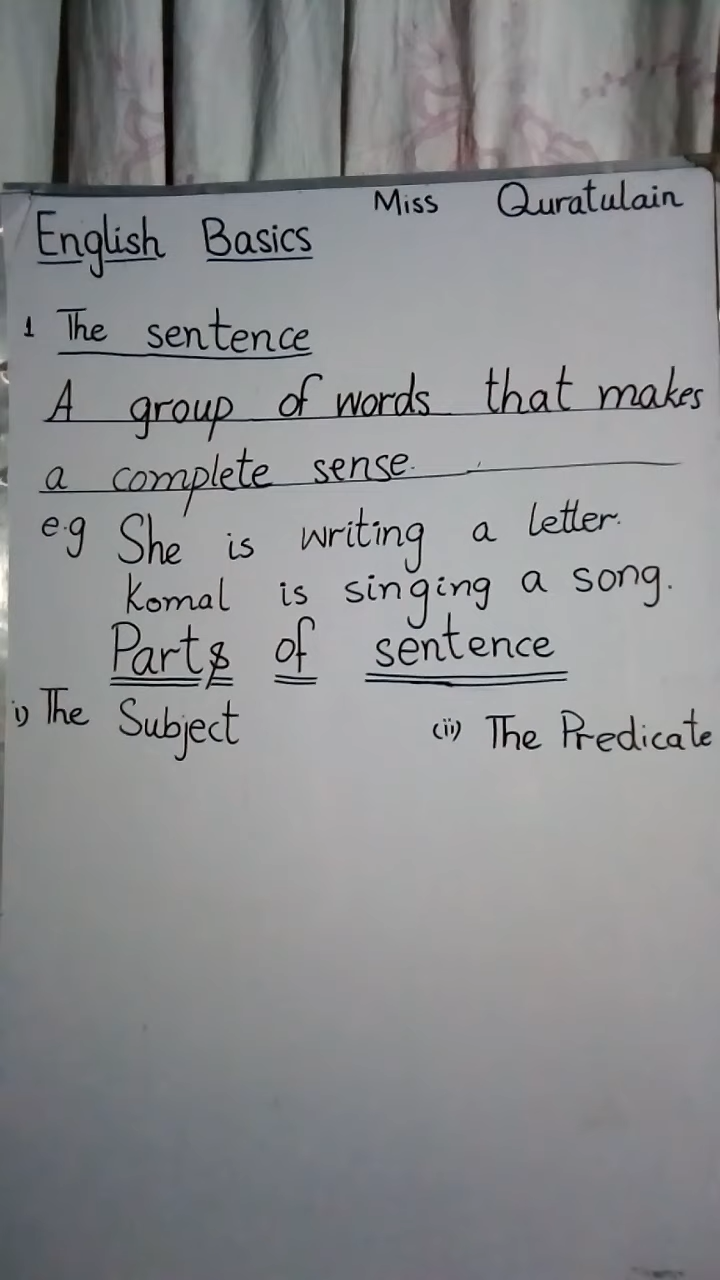 Miss Quratulain
English Basics
1 The sentence
A group of words that makes
a complete sense.
e.g She is writing a letter.
Komal is singing a song.
Parts of sentence
i) The Subject (ii) The Predicate